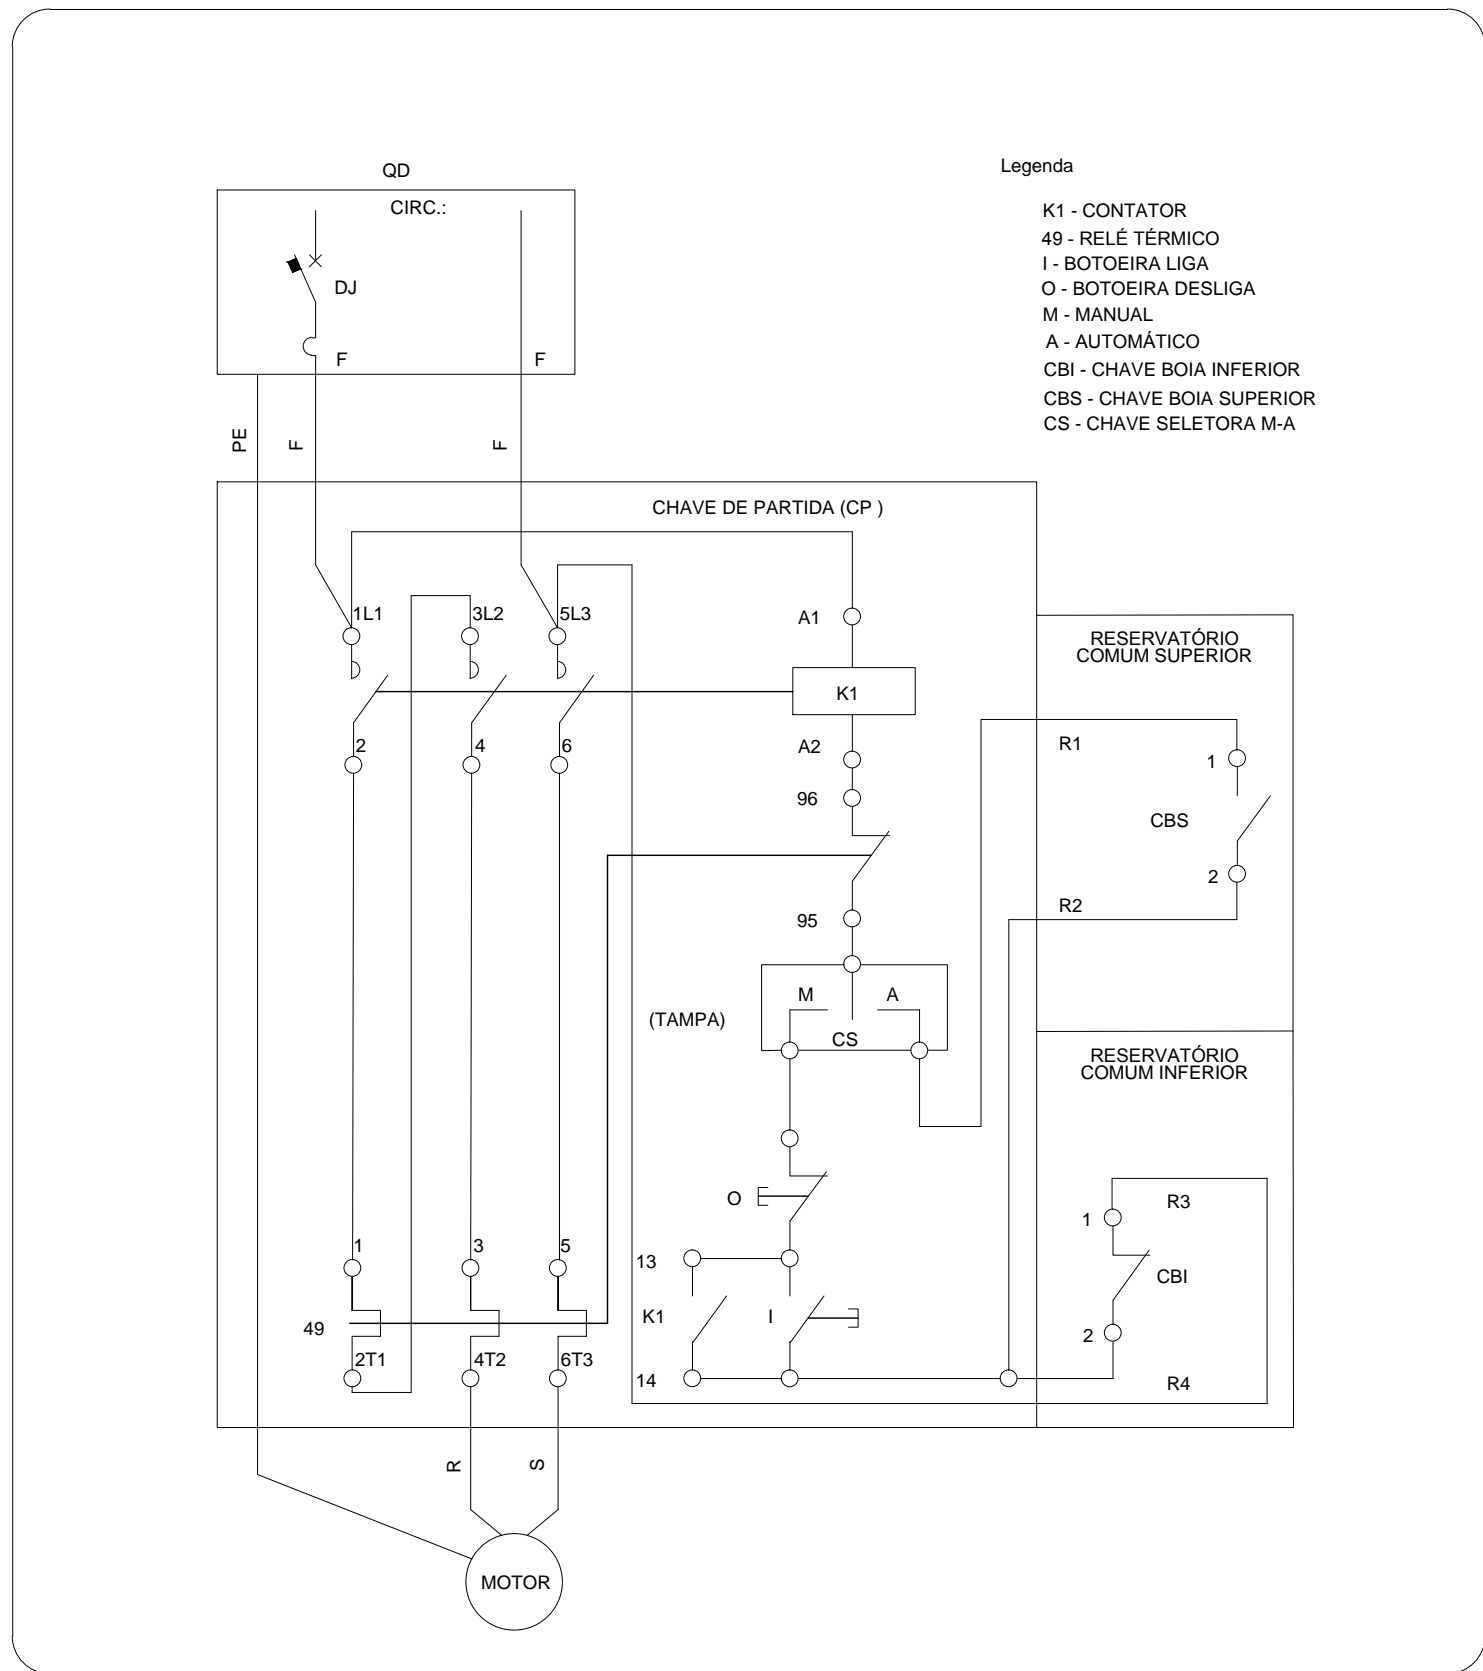 QD
CIRC.:
DJ
F
F
PE
F
F
Legenda
K1 - CONTATOR
49 - RELÉ TÉRMICO
I - BOTOEIRA LIGA
O - BOTOEIRA DESLIGA
M - MANUAL
A - AUTOMÁTICO
CBI - CHAVE BOIA INFERIOR
CBS - CHAVE BOIA SUPERIOR
CS - CHAVE SELETORA M-A
CHAVE DE PARTIDA (CP )
1L1
3L2
5L3
A1
K1
2
4
6
A2
96
95
M
A
CS
(TAMPA)
O
13
K1
I
14
1
3
5
49
2T1
4T2
6T3
R
S
MOTOR
RESERVATÓRIO
COMUM SUPERIOR
R1
1
CBS
2
R2
RESERVATÓRIO
COMUM INFERIOR
R3
1
CBI
2
R4